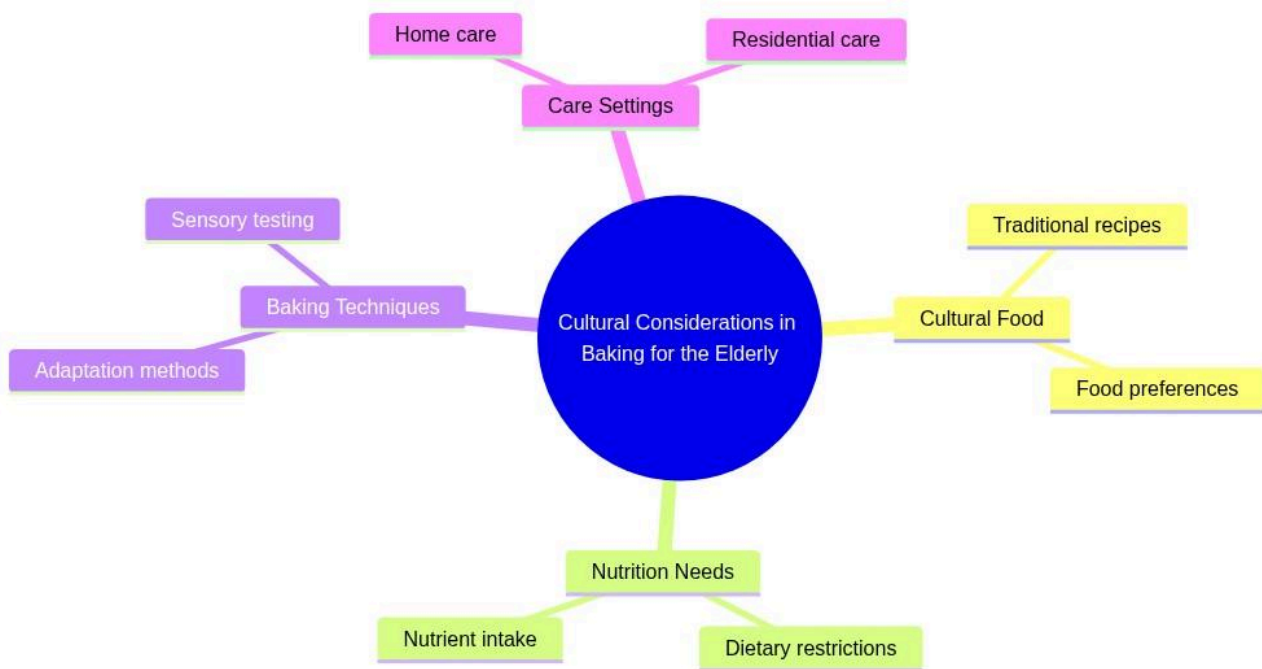 Home care
Residential care
Care Settings
Sensory testing
Traditional recipes
Baking Techniques
Cultural Food
Cultural Considerations in
Baking for the Elderly
Adaptation methods
Food preferences
Nutrition Needs
Nutrient intake
Dietary restrictions